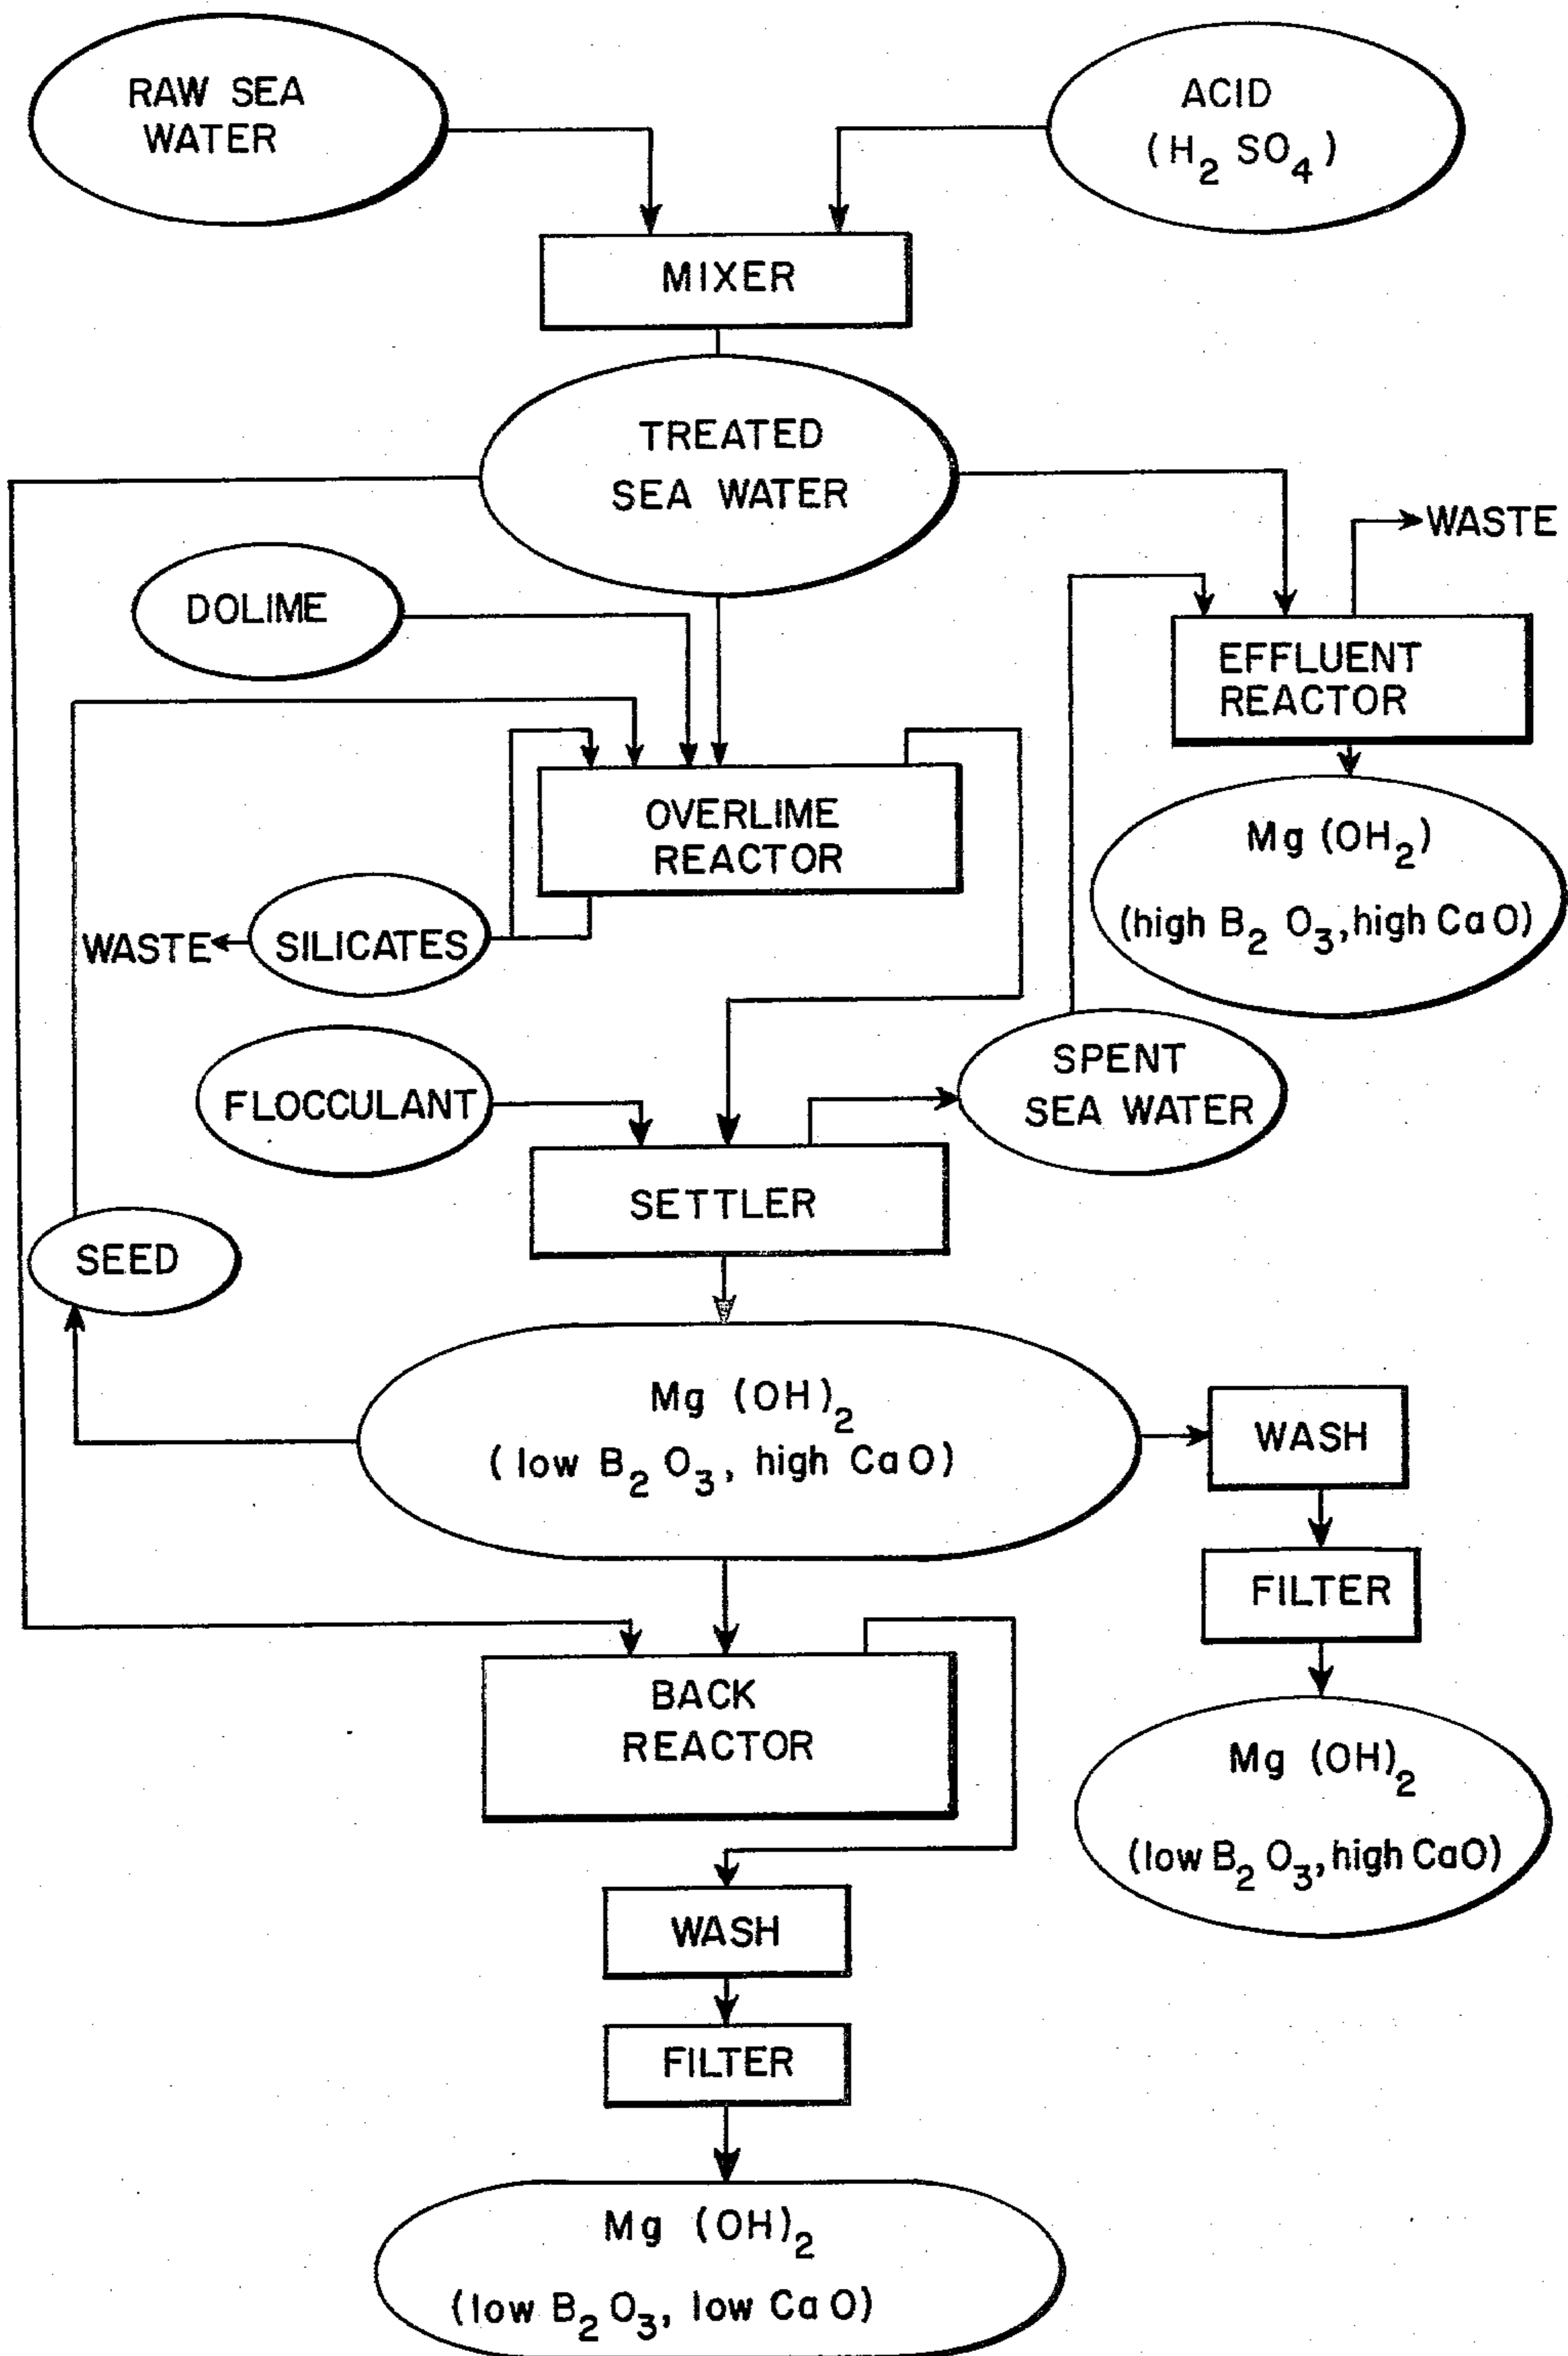 RAW SEA
WATER
ACID
(H₂ SO₄)
MIXER
TREATED
SEA WATER
WASTE
DOLIME
EFFLUENT
REACTOR
OVERLIME
REACTOR
Mg (OH₂)
(high B₂ O₃, high CaO)
WASTE
SILICATES
SPENT
SEA WATER
FLOCCULANT
SETTLER
SEED
Mg (OH)₂
(low B₂ O₃, high CaO)
WASH
FILTER
BACK
REACTOR
Mg (OH)₂
(low B₂ O₃, high CaO)
WASH
FILTER
Mg (OH)₂
(low B₂ O₃, low CaO)